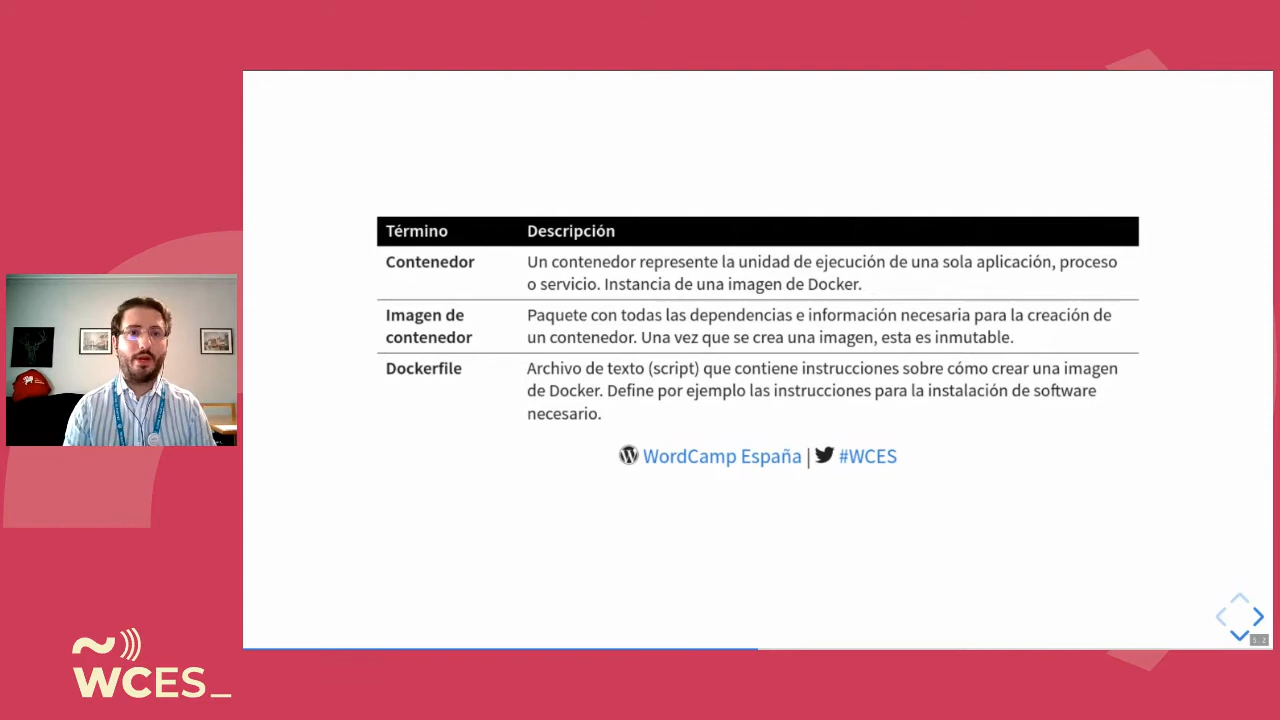 Término Descripción
Contenedor Un contenedor represente la unidad de ejecución de una sola aplicación, proceso
o servicio. Instancia de una imagen de Docker.
Imagen de Paquete con todas las dependencias e información necesaria para la creación de
contenedor un contenedor. Una vez que se crea una imagen, esta es inmutable.
Dockerfile Archivo de texto (script) que contiene instrucciones sobre cómo crear una imagen
de Docker. Define por ejemplo las instrucciones para la instalación de software
necesario.
WordCamp España | #WCES
WCES_